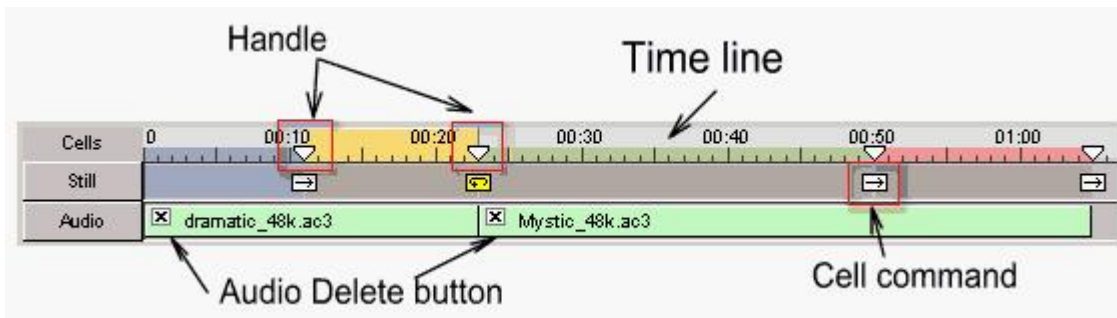 Handle
Time line
Cells 0 00:10 00:20 00:30 00:40 00:50 01:00
Still
Audio dramatic_48k.ac3 Mystic_48k.ac3
Audio Delete button
Cell command